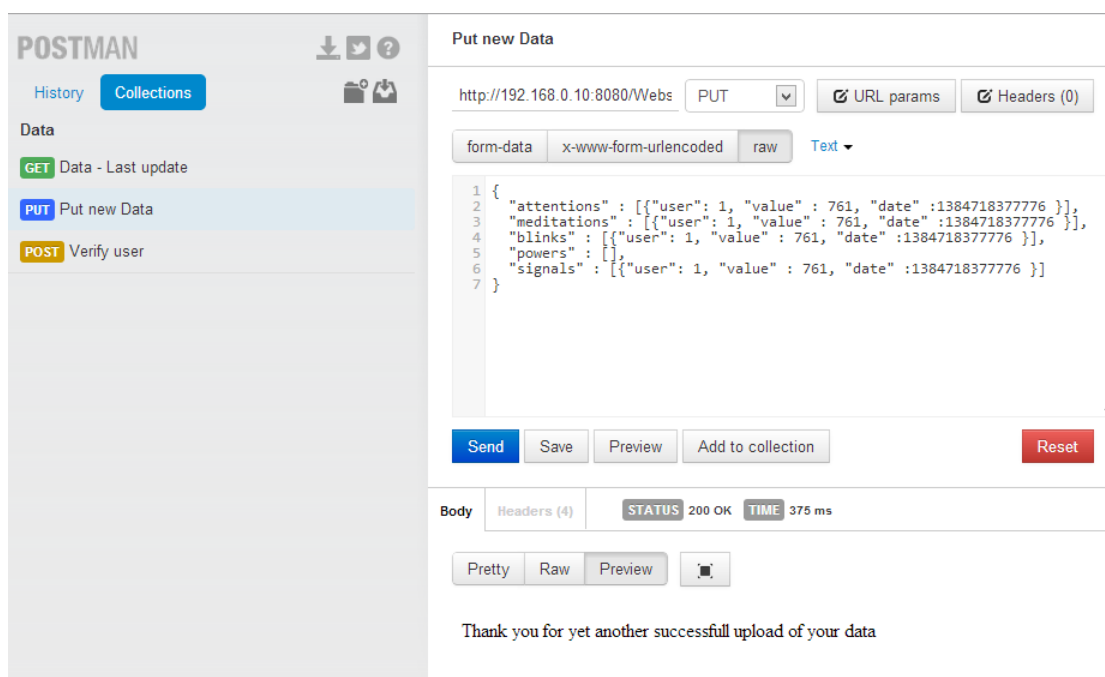 POSTMAN
History Collections
Data
GET Data - Last update
PUT Put new Data
POST Verify user
Put new Data
http://192.168.0.10:8080/Webs PUT URL params Headers (0)
form-data x-www-form-urlencoded raw Text
1 {
2 "attentions" : [{"user": 1, "value" : 761, "date" :1384718377776 }],
3 "meditations" : [{"user": 1, "value" : 761, "date" :1384718377776 }],
4 "blinks" : [{"user": 1, "value" : 761, "date" :1384718377776 }],
5 "powers" : [],
6 "signals" : [{"user": 1, "value" : 761, "date" :1384718377776 }]
7 }
Send Save Preview Add to collection Reset
Body Headers (4) STATUS 200 OK TIME 375 ms
Pretty Raw Preview
Thank you for yet another successfull upload of your data